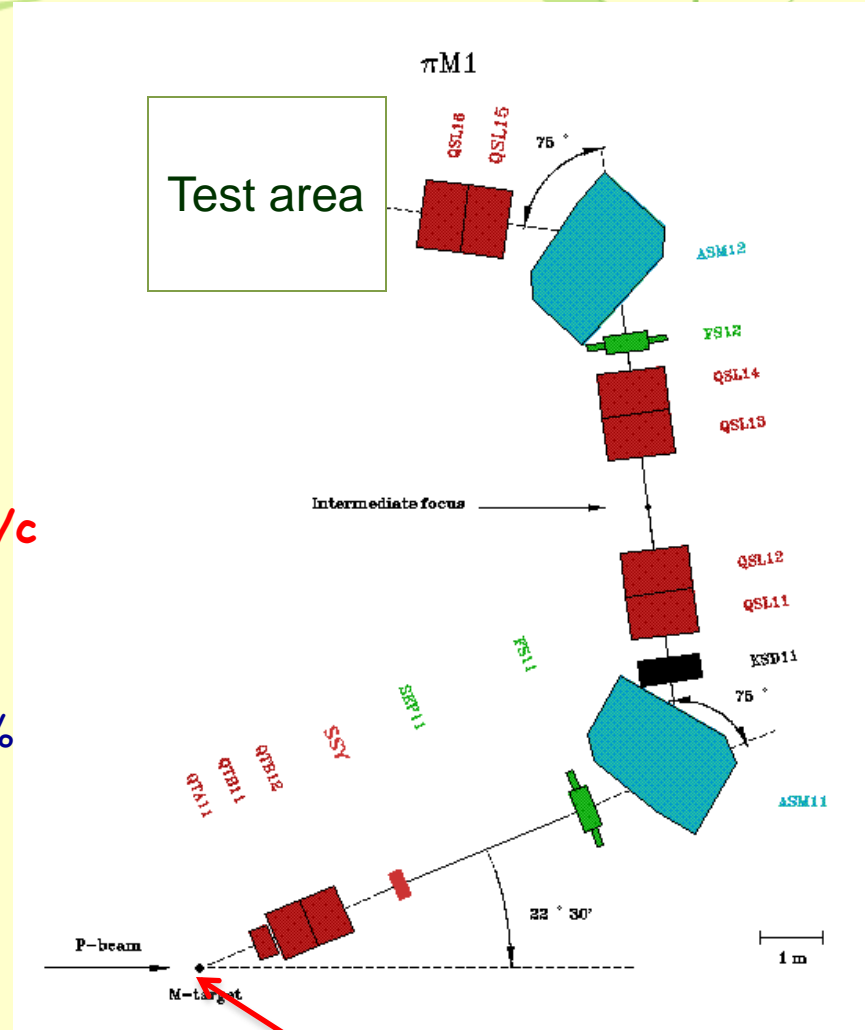 πM1
Test area
QSL16
QSL15
75 °
ASM12
FS12
QSL14
QSL13
/c
Intermediate focus
QSL12
QSL11
KSD11
75 °
FS11
SEP11
%
SSY
QTB12
QTB11
QTA11
ASM11
22 ° 30'
P-beam
1 m
M-target